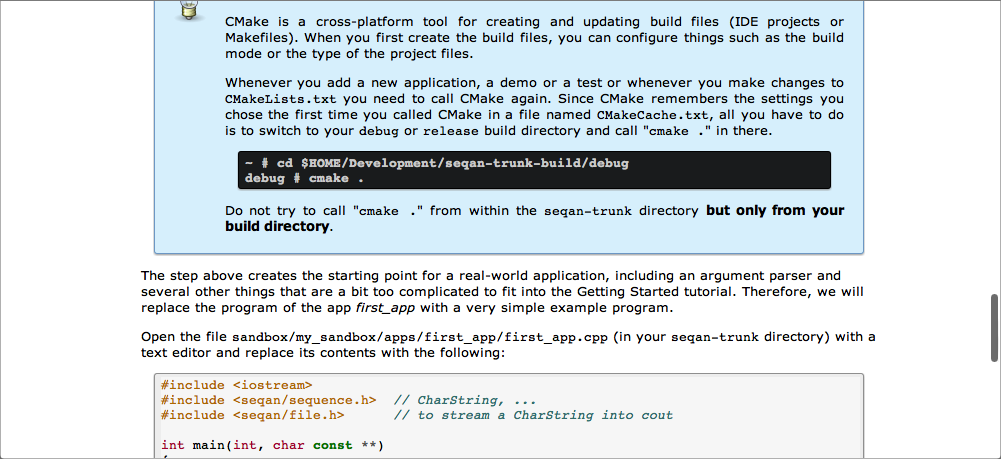 CMake is a cross-platform tool for creating and updating build files (IDE projects or
Makefiles). When you first create the build files, you can configure things such as the build
mode or the type of the project files.
Whenever you add a new application, a demo or a test or whenever you make changes to
CMakeLists.txt you need to call CMake again. Since CMake remembers the settings you
chose the first time you called CMake in a file named CMakeCache.txt, all you have to do
is to switch to your debug or release build directory and call "cmake ." in there.
~ # cd $HOME/Development/seqan-trunk-build/debug
debug # cmake .
Do not try to call "cmake ." from within the seqan-trunk directory but only from your
build directory.
The step above creates the starting point for a real-world application, including an argument parser and
several other things that are a bit too complicated to fit into the Getting Started tutorial. Therefore, we will
replace the program of the app first_app with a very simple example program.
Open the file sandbox/my_sandbox/apps/first_app/first_app.cpp (in your seqan-trunk directory) with a
text editor and replace its contents with the following:
#include <iostream>
#include <seqan/sequence.h>  // CharString, ...
#include <seqan/file.h>      // to stream a CharString into cout
int main(int, char const **)